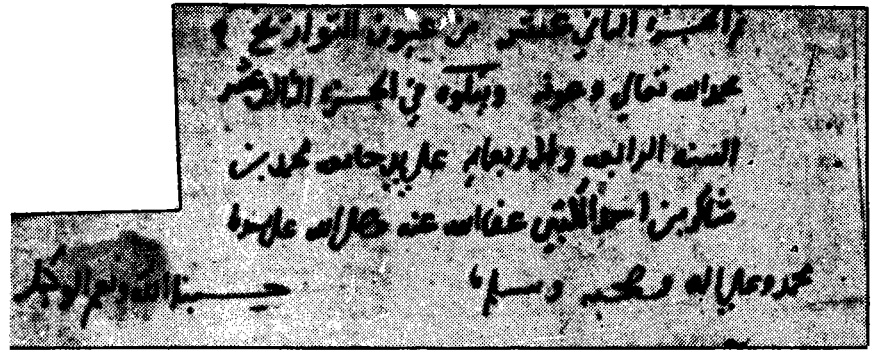 تم الجزء الثاني عشر من عيون التواريخ
بحمد الله تعالى وعونه ويتلوه في الجزء الثالث عشر
السنة الرابعة والأربعماية على يد جامعه محمد بن
شاكر بن احمد الكتبي عفا الله عنه وصلى الله على سيدنا
محمد وعلى اله وصحبه وسلم حسبنا الله ونعم الوكيل